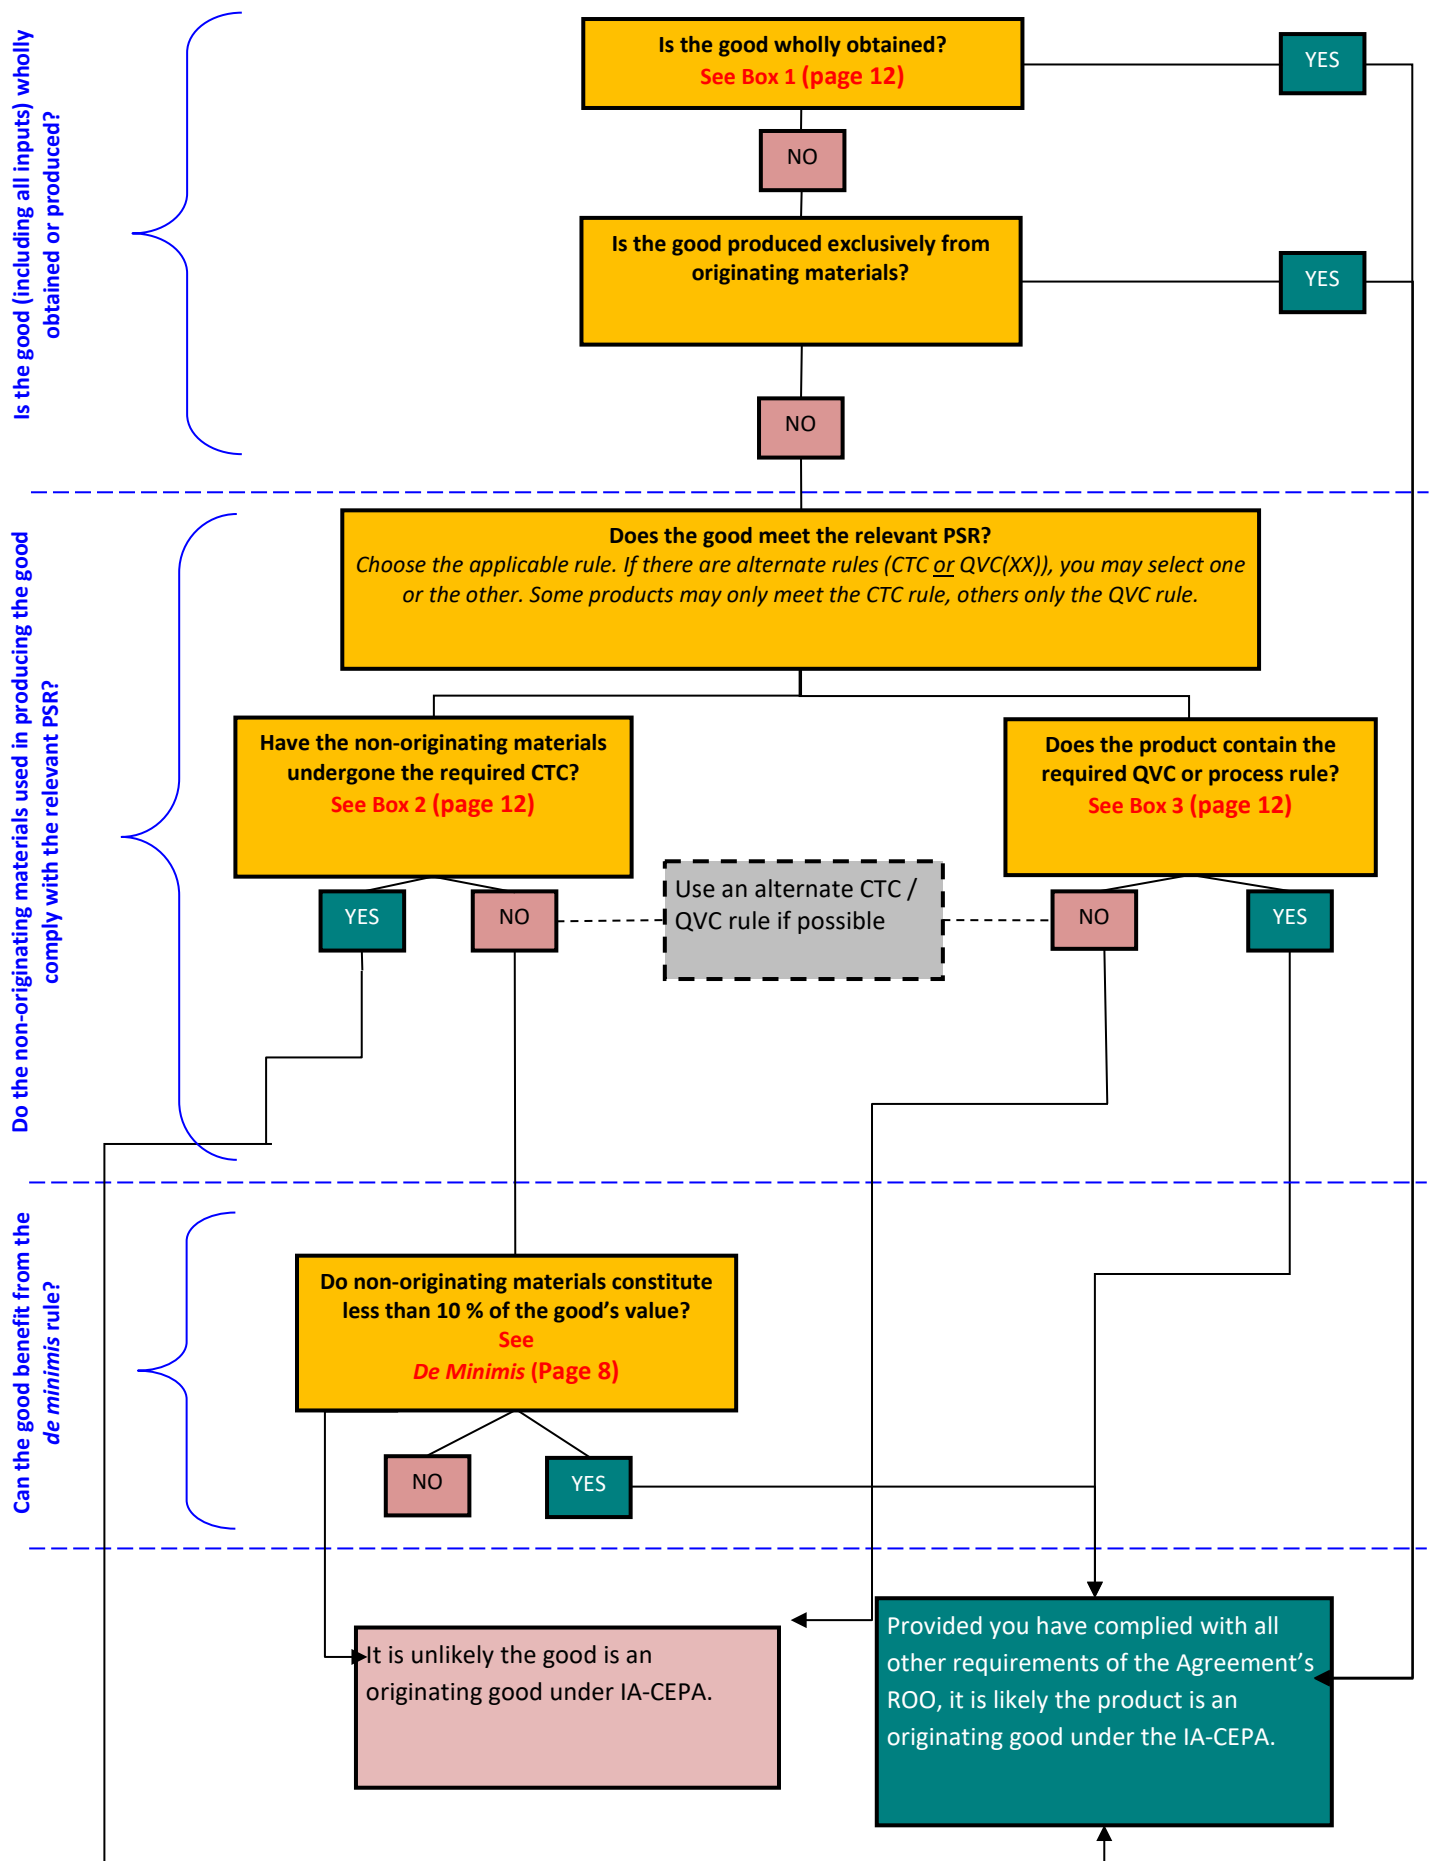 Is the good (including all inputs) wholly
obtained or produced?
Is the good wholly obtained?
See Box 1 (page 12)
YES
NO
Is the good produced exclusively from
originating materials?
YES
NO
Do the non-originating materials used in producing the good
comply with the relevant PSR?
Does the good meet the relevant PSR?
Choose the applicable rule. If there are alternate rules (CTC or QVC(XX)), you may select one
or the other. Some products may only meet the CTC rule, others only the QVC rule.
Have the non-originating materials
undergone the required CTC?
See Box 2 (page 12)
Does the product contain the
required QVC or process rule?
See Box 3 (page 12)
YES
NO
Use an alternate CTC /
QVC rule if possible
NO
YES
Can the good benefit from the
de minimis rule?
Do non-originating materials constitute
less than 10 % of the good's value?
See
De Minimis (Page 8)
NO
YES
It is unlikely the good is an
originating good under IA-CEPA.
Provided you have complied with all
other requirements of the Agreement's
ROO, it is likely the product is an
originating good under the IA-CEPA.